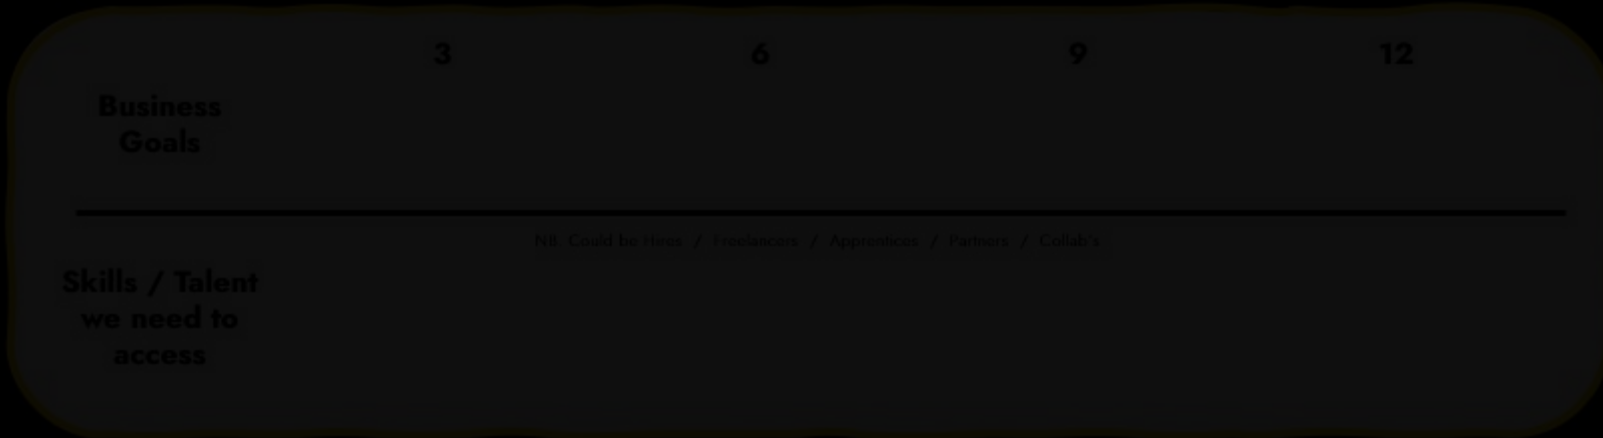 3 6 9 12
Business
Goals
NB. Could be Hires / Freelancers / Apprentices / Partners / Collab's
Skills / Talent
we need to
access